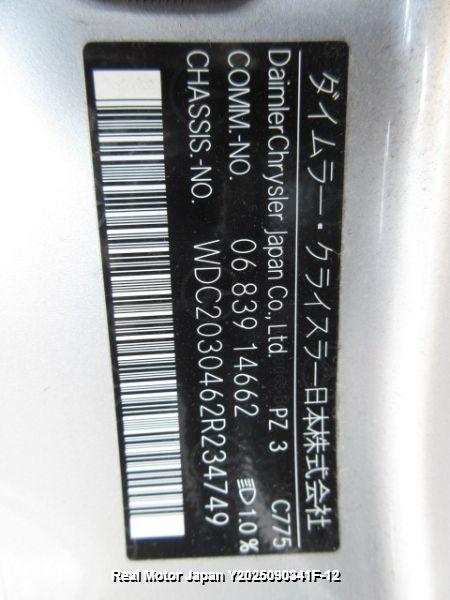 ダイムラー・クライスラー日本株式会社
DaimlerChrysler Japan Co., Ltd. PZ 3 C775
COMM.-NO. 06 839 14662 1.0 %
CHASSIS.-NO. WDC2030462R234749
Real Motor Japan Y2025090341F-12